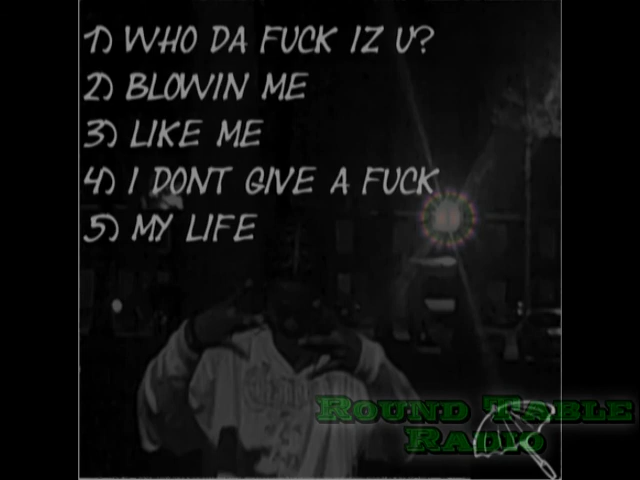 1) WHO DA FUCK IZ U?
2) BLOWIN ME
3) LIKE ME
4) I DONT GIVE A FUCK
5) MY LIFE
ROUND TABLE
RADIO